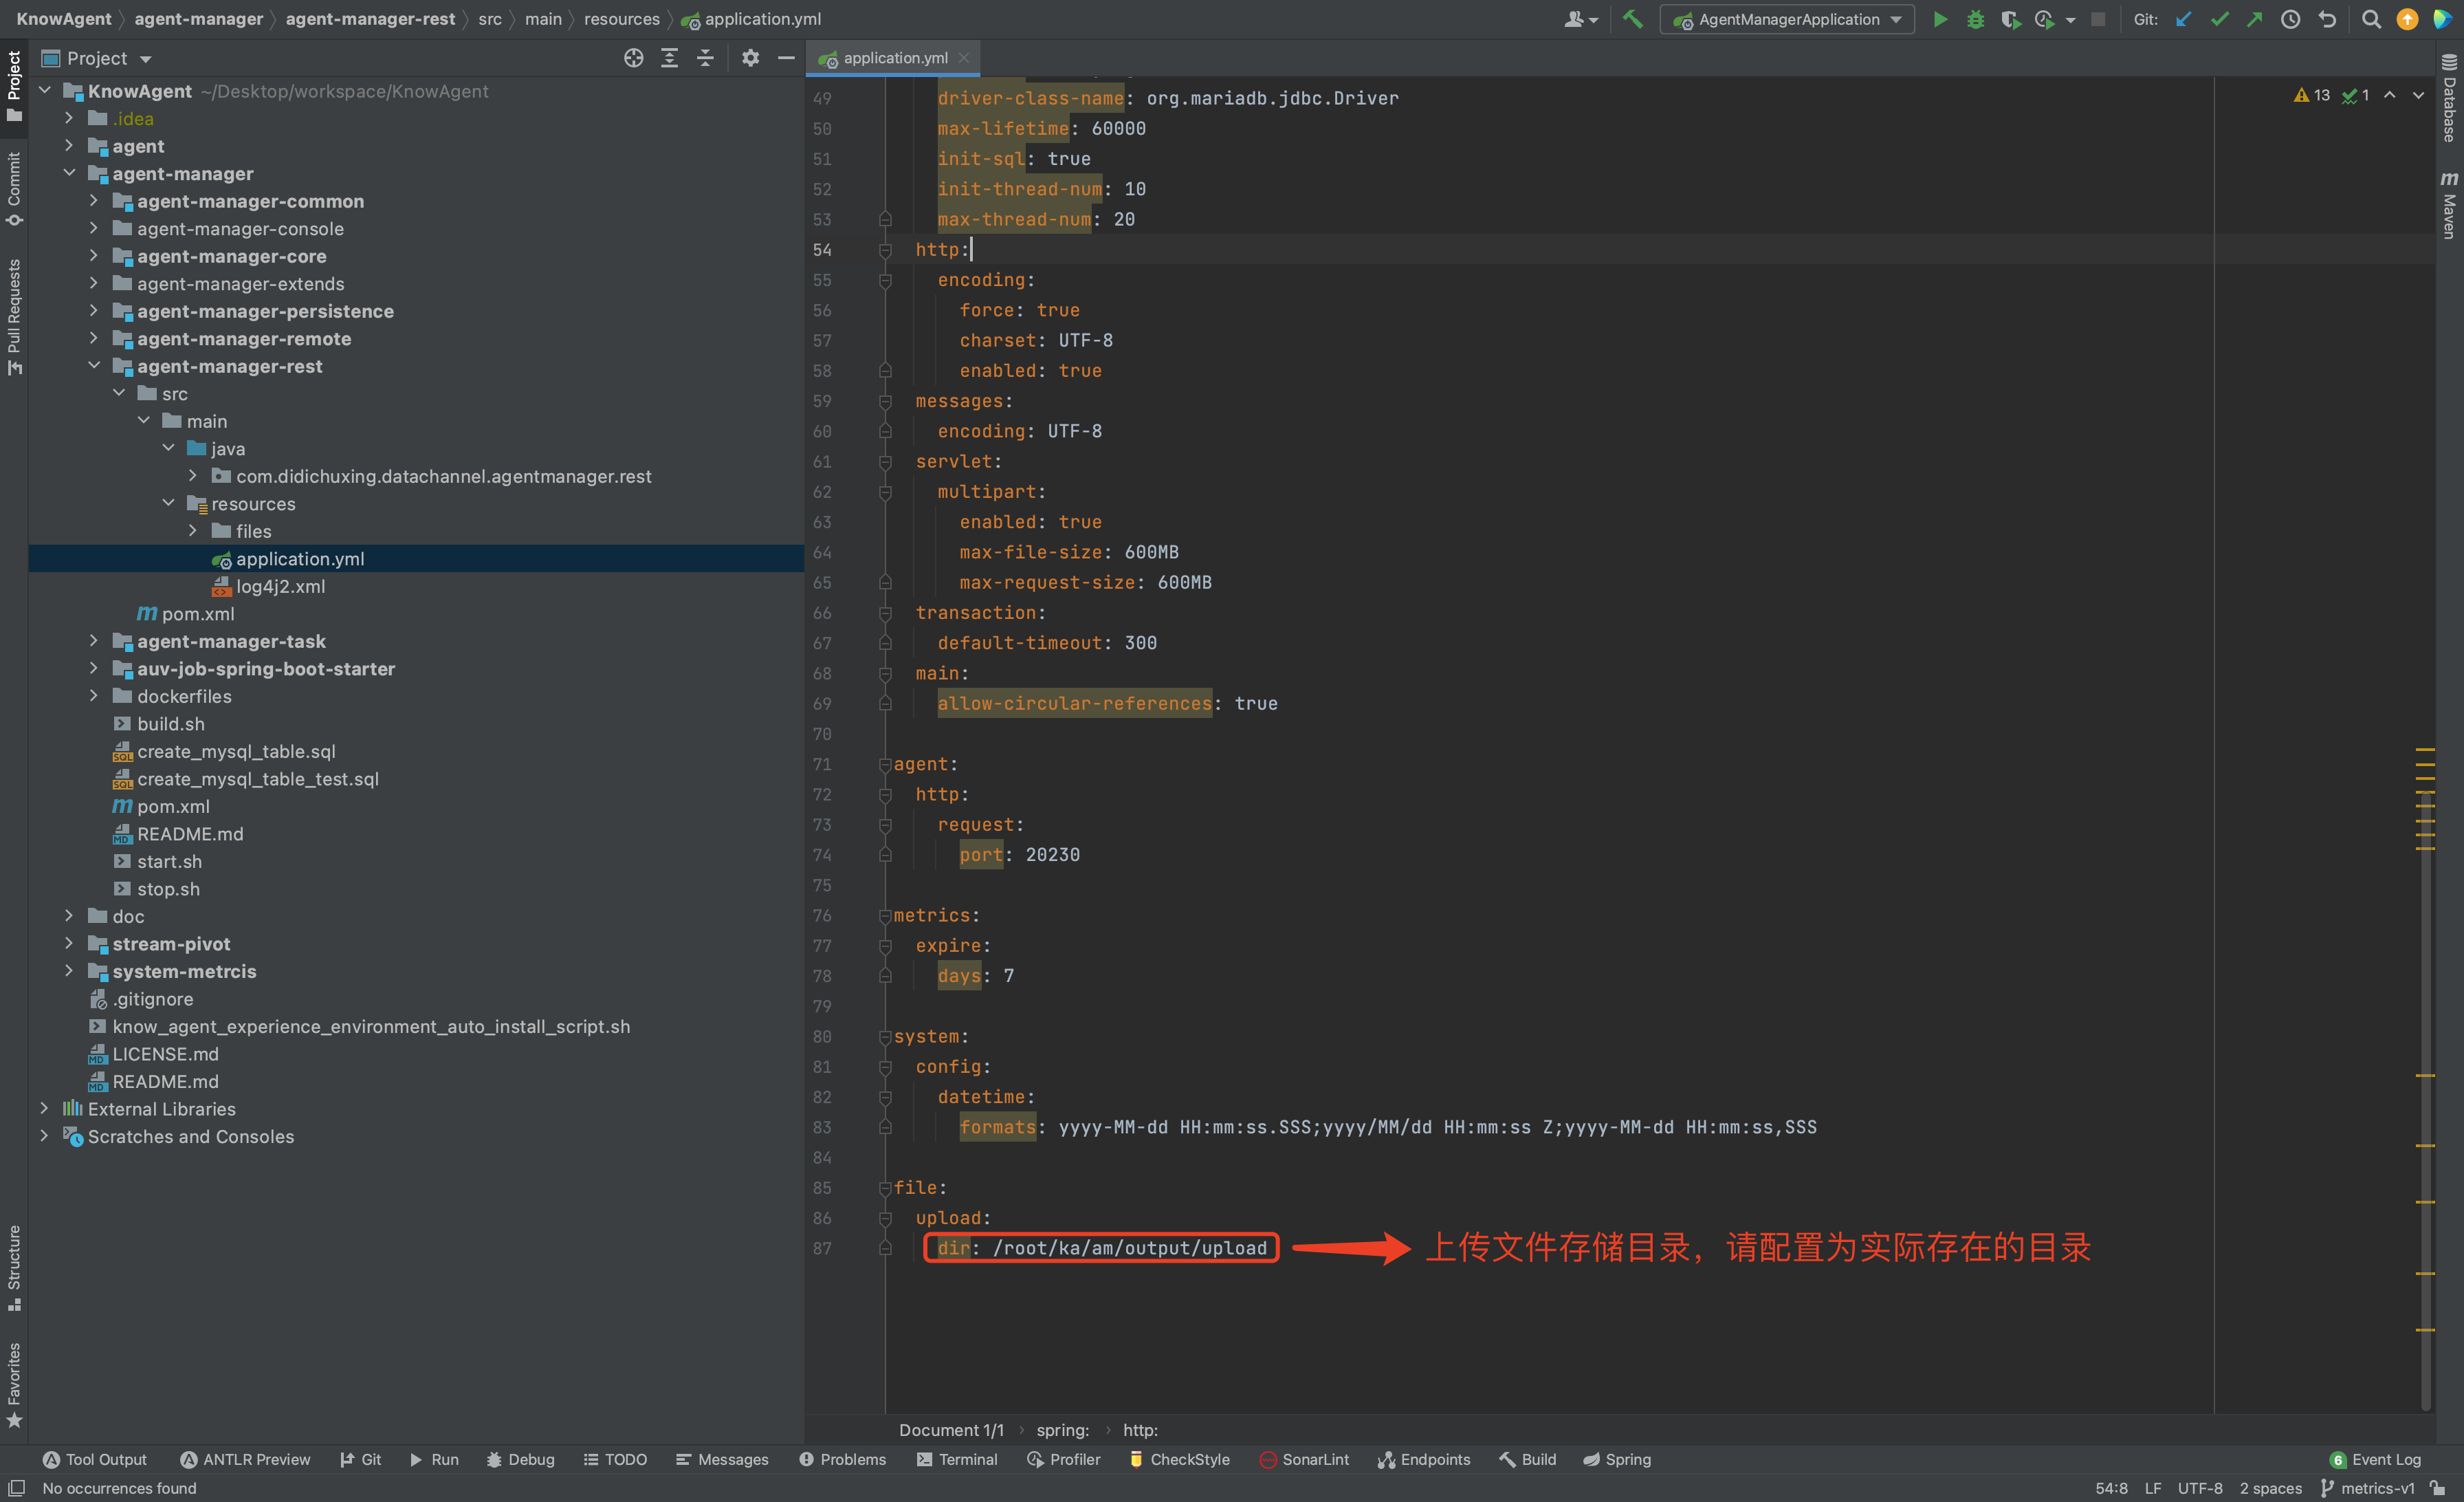 KnowAgent agent-manager agent-manager-rest src main resources application.yml
AgentManagerApplication
Git:
Project
application.yml
KnowAgent ~/Desktop/workspace/KnowAgent
.idea
agent
agent-manager
agent-manager-common
agent-manager-console
agent-manager-core
agent-manager-extends
agent-manager-persistence
agent-manager-remote
agent-manager-rest
src
main
java
com.didichuxing.datachannel.agentmanager.rest
resources
files
application.yml
log4j2.xml
pom.xml
agent-manager-task
auv-job-spring-boot-starter
dockerfiles
build.sh
create_mysql_table.sql
create_mysql_table_test.sql
pom.xml
README.md
start.sh
stop.sh
doc
stream-pivot
system-metrcis
.gitignore
know_agent_experience_environment_auto_install_script.sh
LICENSE.md
README.md
External Libraries
Scratches and Consoles
Project
Commit
Pull Requests
Structure
Favorites
49 driver-class-name: org.mariadb.jdbc.Driver
50 max-lifetime: 60000
51 init-sql: true
52 init-thread-num: 10
53 max-thread-num: 20
54 http:
55 encoding:
56 force: true
57 charset: UTF-8
58 enabled: true
59 messages:
60 encoding: UTF-8
61 servlet:
62 multipart:
63 enabled: true
64 max-file-size: 600MB
65 max-request-size: 600MB
66 transaction:
67 default-timeout: 300
68 main:
69 allow-circular-references: true
70
71 agent:
72 http:
73 request:
74 port: 20230
75
76 metrics:
77 expire:
78 days: 7
79
80 system:
81 config:
82 datetime:
83 formats: yyyy-MM-dd HH:mm:ss.SSS;yyyy/MM/dd HH:mm:ss Z;yyyy-MM-dd HH:mm:ss,SSS
84
85 file:
86 upload:
87 dir: /root/ka/am/output/upload
上传文件存储目录，请配置为实际存在的目录
13 1
Database
Maven
Document 1/1 spring: http:
Tool Output ANTLR Preview Git Run Debug TODO Messages Problems Terminal Profiler CheckStyle SonarLint Endpoints Build Spring 6 Event Log
No occurrences found 54:8 LF UTF-8 2 spaces metrics-v1